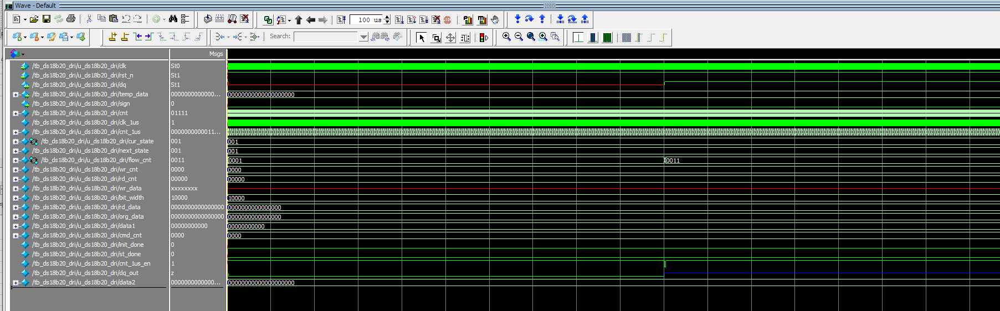 Wave - Default
100 us
Search:
Msgs
/tb_ds18b20_dri/u_ds18b20_dri/clk St0
/tb_ds18b20_dri/u_ds18b20_dri/rst_n St1
/tb_ds18b20_dri/u_ds18b20_dri/dq St1
/tb_ds18b20_dri/u_ds18b20_dri/temp_data 0000000000000... 00000000000000000000
/tb_ds18b20_dri/u_ds18b20_dri/sign 0
/tb_ds18b20_dri/u_ds18b20_dri/cnt 01111
/tb_ds18b20_dri/u_ds18b20_dri/clk_1us 1
/tb_ds18b20_dri/u_ds18b20_dri/cnt_1us 0000000000011...
/tb_ds18b20_dri/u_ds18b20_dri/cur_state 001 001
/tb_ds18b20_dri/u_ds18b20_dri/next_state 001 001
/tb_ds18b20_dri/u_ds18b20_dri/flow_cnt 0011 0001 0011
/tb_ds18b20_dri/u_ds18b20_dri/wr_cnt 0000 0000
/tb_ds18b20_dri/u_ds18b20_dri/rd_cnt 00000 00000
/tb_ds18b20_dri/u_ds18b20_dri/wr_data xxxxxxxx
/tb_ds18b20_dri/u_ds18b20_dri/bit_width 10000 10000
/tb_ds18b20_dri/u_ds18b20_dri/rd_data 0000000000000000 0000000000000000
/tb_ds18b20_dri/u_ds18b20_dri/org_data 0000000000000000 0000000000000000
/tb_ds18b20_dri/u_ds18b20_dri/data1 00000000000 00000000000
/tb_ds18b20_dri/u_ds18b20_dri/cmd_cnt 0000 0000
/tb_ds18b20_dri/u_ds18b20_dri/init_done 0
/tb_ds18b20_dri/u_ds18b20_dri/st_done 0
/tb_ds18b20_dri/u_ds18b20_dri/cnt_1us_en 1
/tb_ds18b20_dri/u_ds18b20_dri/dq_out z
/tb_ds18b20_dri/u_ds18b20_dri/data2 0000000000000... 00000000000000000000